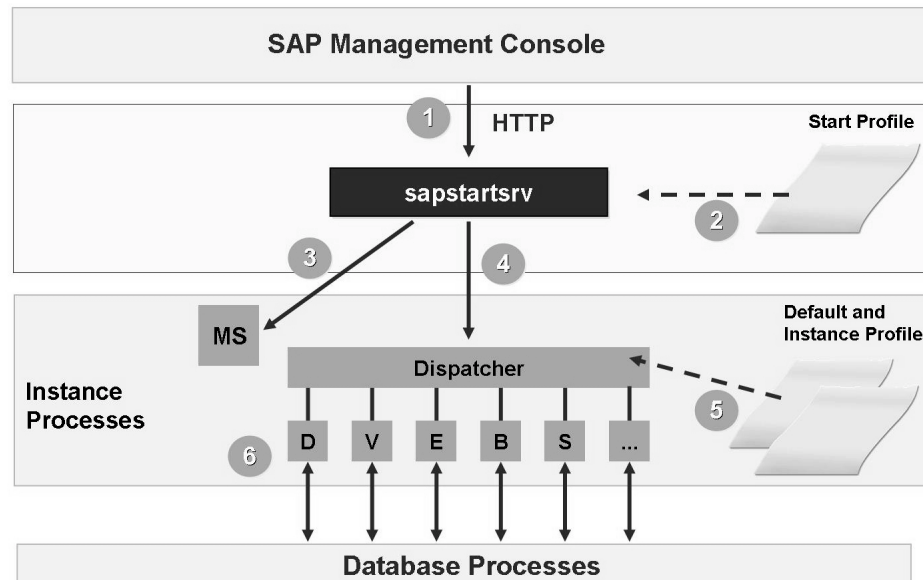 SAP Management Console
1
HTTP
Start Profile
sapstartsrv
2
3
4
MS
Default and
Instance Profile
Dispatcher
Instance
Processes
5
6
D V E B S ...
Database Processes